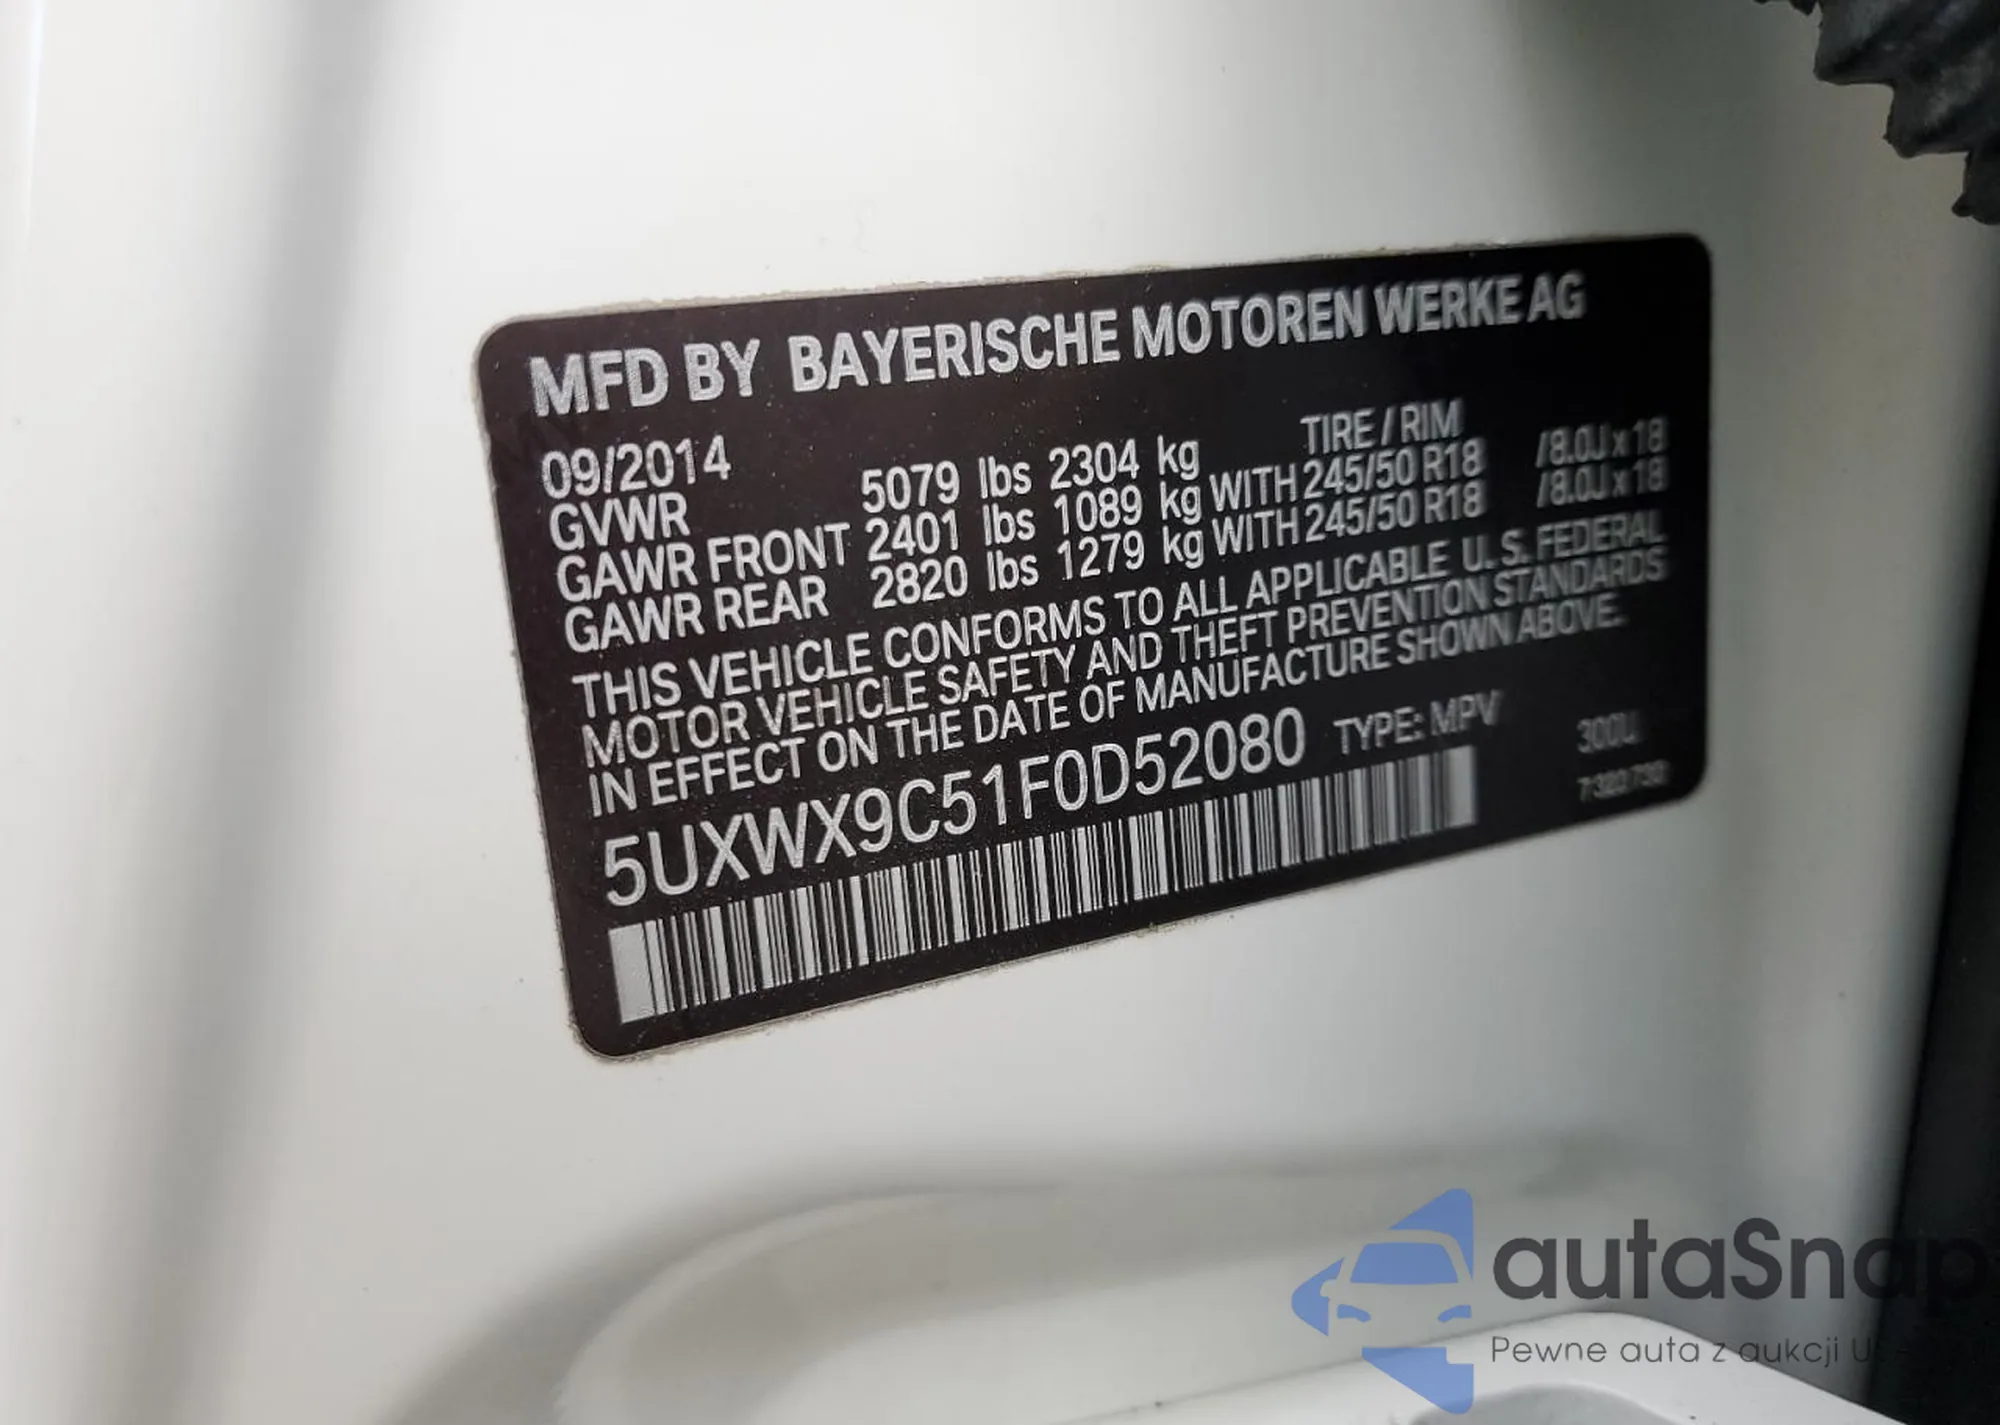 MFD BY BAYERISCHE MOTOREN WERKE AG
09/2014 TIRE / RIM
GVWR 5079 lbs 2304 kg
GAWR FRONT 2401 lbs 1089 kg WITH 245/50 R18 /8.0J x 18
GAWR REAR 2820 lbs 1279 kg WITH 245/50 R18 /8.0J x 18
THIS VEHICLE CONFORMS TO ALL APPLICABLE U.S. FEDERAL
MOTOR VEHICLE SAFETY AND THEFT PREVENTION STANDARDS
IN EFFECT ON THE DATE OF MANUFACTURE SHOWN ABOVE.
5UXWX9C51F0D52080 TYPE: MPV 300U
autaSnap
Pewne auta z aukcji